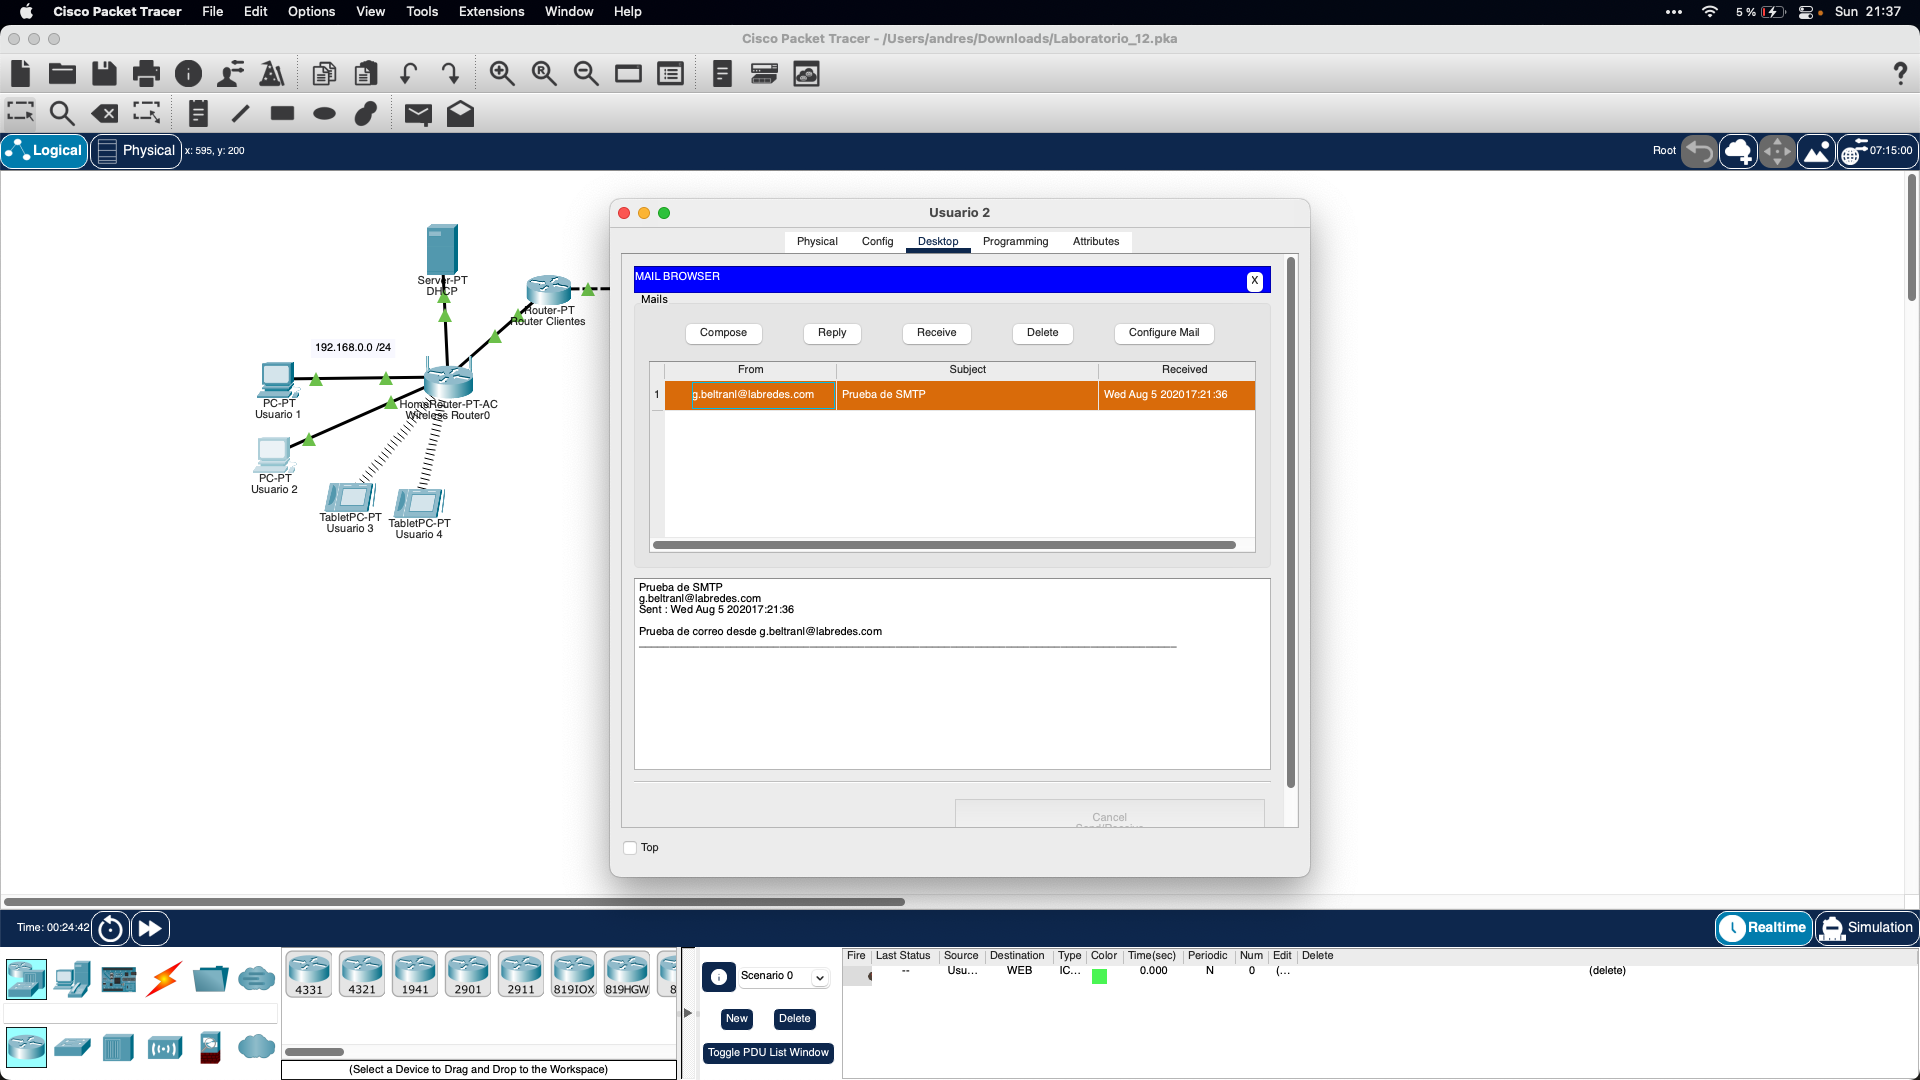 Cisco Packet Tracer File Edit Options View Tools Extensions Window Help 5 % Sun 21:37
Cisco Packet Tracer - /Users/andres/Downloads/Laboratorio_12.pka
Logical Physical x: 595, y: 200 Root 07:15:00
Usuario 2
Physical Config Desktop Programming Attributes
MAIL BROWSER X
Mails
Compose Reply Receive Delete Configure Mail
From Subject Received
1 g.beltranl@labredes.com Prueba de SMTP Wed Aug 5 202017:21:36
Prueba de SMTP
g.beltranl@labredes.com
Sent : Wed Aug 5 202017:21:36
Prueba de correo desde g.beltranl@labredes.com
Cancel
Send/Receive
Top
Server-PT
DHCP
Router-PT
Router Clientes
192.168.0.0 /24
PC-PT
Usuario 1
HomeRouter-PT-AC
Wireless Router0
PC-PT
Usuario 2
TabletPC-PT
Usuario 3
TabletPC-PT
Usuario 4
Time: 00:24:42 Realtime Simulation
4331 4321 1941 2901 2911 819IOX 819HGW 8
(Select a Device to Drag and Drop to the Workspace)
Scenario 0
New Delete
Toggle PDU List Window
Fire Last Status Source Destination Type Color Time(sec) Periodic Num Edit Delete
-- Usu... WEB IC... 0.000 N 0 (... (delete)